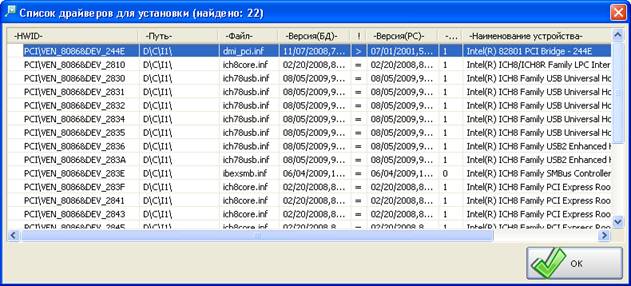 Список драйверов для установки (найдено: 22)
-HWID- -Путь- -Файл- -Версия(БД)- ! -Версия(PC)- -... -Наименование устройства-
PCI\VEN_8086&DEV_244E D\C\I1\ dmi_pci.inf 11/07/2008,7... > 07/01/2001,5... 1 Intel(R) 82801 PCI Bridge - 244E
PCI\VEN_8086&DEV_2810 D\C\I1\ ich8core.inf 02/20/2008,8... = 02/20/2008,8... 1 Intel(R) ICH8/ICH8R Family LPC Inter
PCI\VEN_8086&DEV_2830 D\C\I1\ ich78usb.inf 08/05/2009,9... = 08/05/2009,9... 1 Intel(R) ICH8 Family USB Universal Ho
PCI\VEN_8086&DEV_2831 D\C\I1\ ich78usb.inf 08/05/2009,9... = 08/05/2009,9... 1 Intel(R) ICH8 Family USB Universal Ho
PCI\VEN_8086&DEV_2832 D\C\I1\ ich78usb.inf 08/05/2009,9... = 08/05/2009,9... 1 Intel(R) ICH8 Family USB Universal Ho
PCI\VEN_8086&DEV_2834 D\C\I1\ ich78usb.inf 08/05/2009,9... = 08/05/2009,9... 1 Intel(R) ICH8 Family USB Universal Ho
PCI\VEN_8086&DEV_2835 D\C\I1\ ich78usb.inf 08/05/2009,9... = 08/05/2009,9... 1 Intel(R) ICH8 Family USB Universal Ho
PCI\VEN_8086&DEV_2836 D\C\I1\ ich78usb.inf 08/05/2009,9... = 08/05/2009,9... 1 Intel(R) ICH8 Family USB2 Enhanced H
PCI\VEN_8086&DEV_283A D\C\I1\ ich78usb.inf 08/05/2009,9... = 08/05/2009,9... 1 Intel(R) ICH8 Family USB2 Enhanced H
PCI\VEN_8086&DEV_283E D\C\I1\ ibexsmb.inf 06/04/2009,1... = 06/04/2009,1... 0 Intel(R) ICH8 Family SMBus Controller
PCI\VEN_8086&DEV_283F D\C\I1\ ich8core.inf 02/20/2008,8... = 02/20/2008,8... 1 Intel(R) ICH8 Family PCI Express Roo
PCI\VEN_8086&DEV_2841 D\C\I1\ ich8core.inf 02/20/2008,8... = 02/20/2008,8... 1 Intel(R) ICH8 Family PCI Express Roo
PCI\VEN_8086&DEV_2843 D\C\I1\ ich8core.inf 02/20/2008,8... = 02/20/2008,8... 1 Intel(R) ICH8 Family PCI Express Roo
PCI\VEN_8086&DEV_2845 D\C\I1\ ich8core.inf 02/20/2008,8... = 02/20/2008,8... 1 Intel(R) ICH8 Family PCI Express Roo
ОК